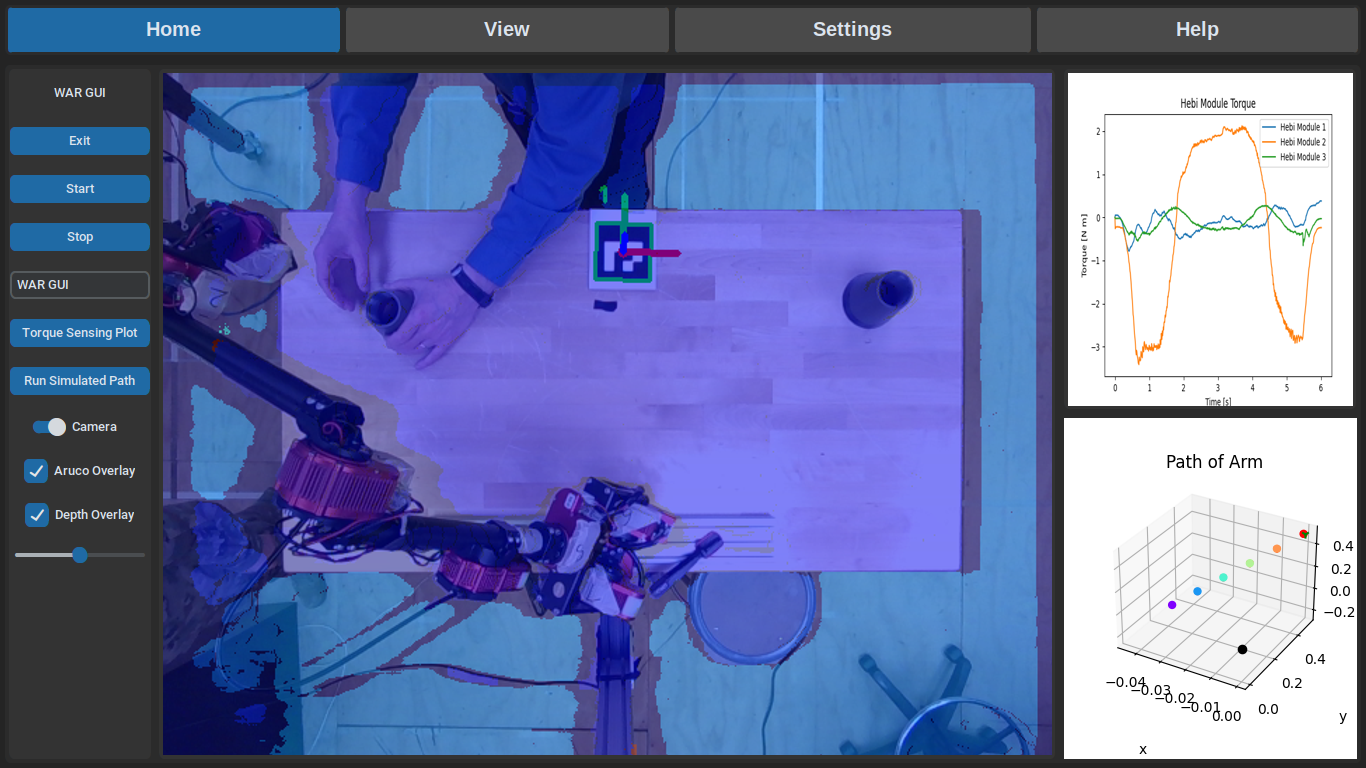 Home
View
Settings
Help
WAR GUI
Exit
Start
Stop
WAR GUI
Torque Sensing Plot
Run Simulated Path
Camera
Aruco Overlay
Depth Overlay
Hebi Module Torque
Hebi Module 1
Hebi Module 2
Hebi Module 3
2
1
0
−1
−2
−3
Torque [N m]
0 1 2 3 4 5 6
Time [s]
Path of Arm
0.4
0.2
0.0
−0.2
−0.04
−0.03
−0.02
−0.01
0.00
0.0
0.2
0.4
x
y